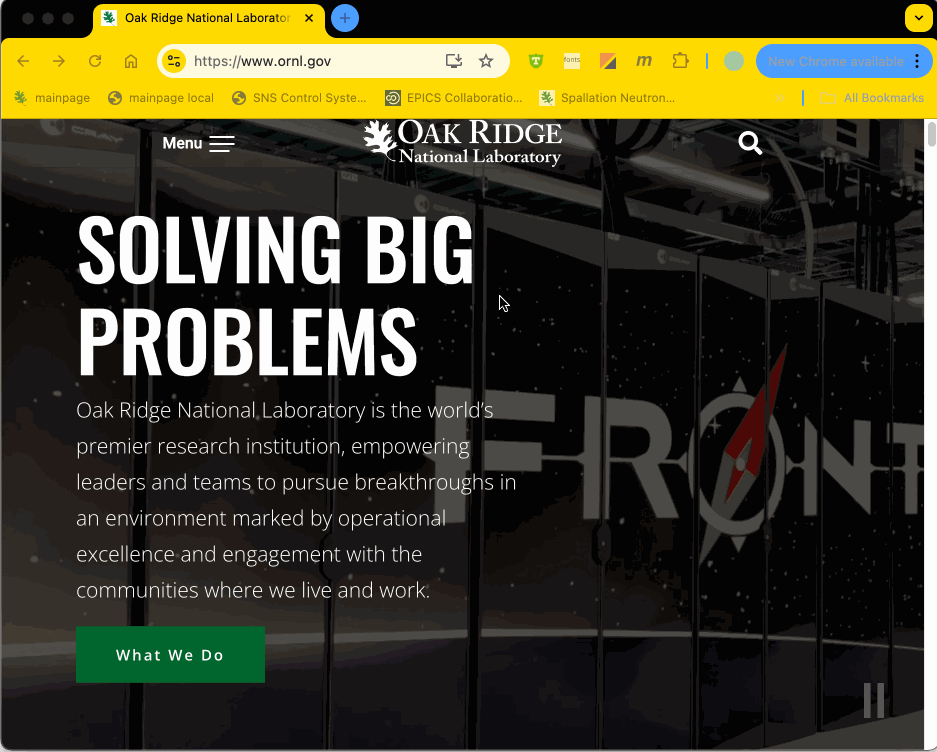 Oak Ridge National Laborator
https://www.ornl.gov
fonts
m
New Chrome available
mainpage
mainpage local
SNS Control Syste...
EPICS Collaboratio...
Spallation Neutron...
All Bookmarks
Menu
OAK RIDGE
National Laboratory
SOLVING BIG
PROBLEMS
Oak Ridge National Laboratory is the world’s
premier research institution, empowering
leaders and teams to pursue breakthroughs in
an environment marked by operational
excellence and engagement with the
communities where we live and work.
FRONT
What We Do